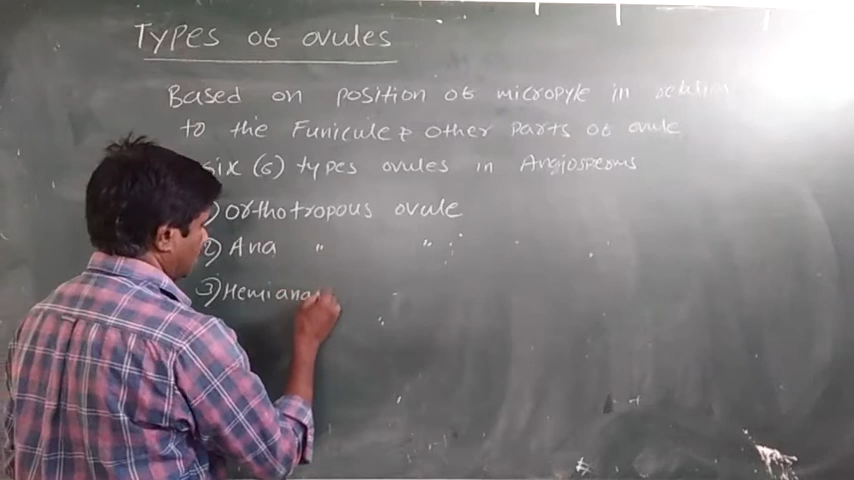 Types of ovules
Based on position of micropyle in relation
to the Funicule & other parts of ovule
six (6) types ovules in Angiosperms
1) Orthotropous ovule
2) Ana " "
3) Hemiana